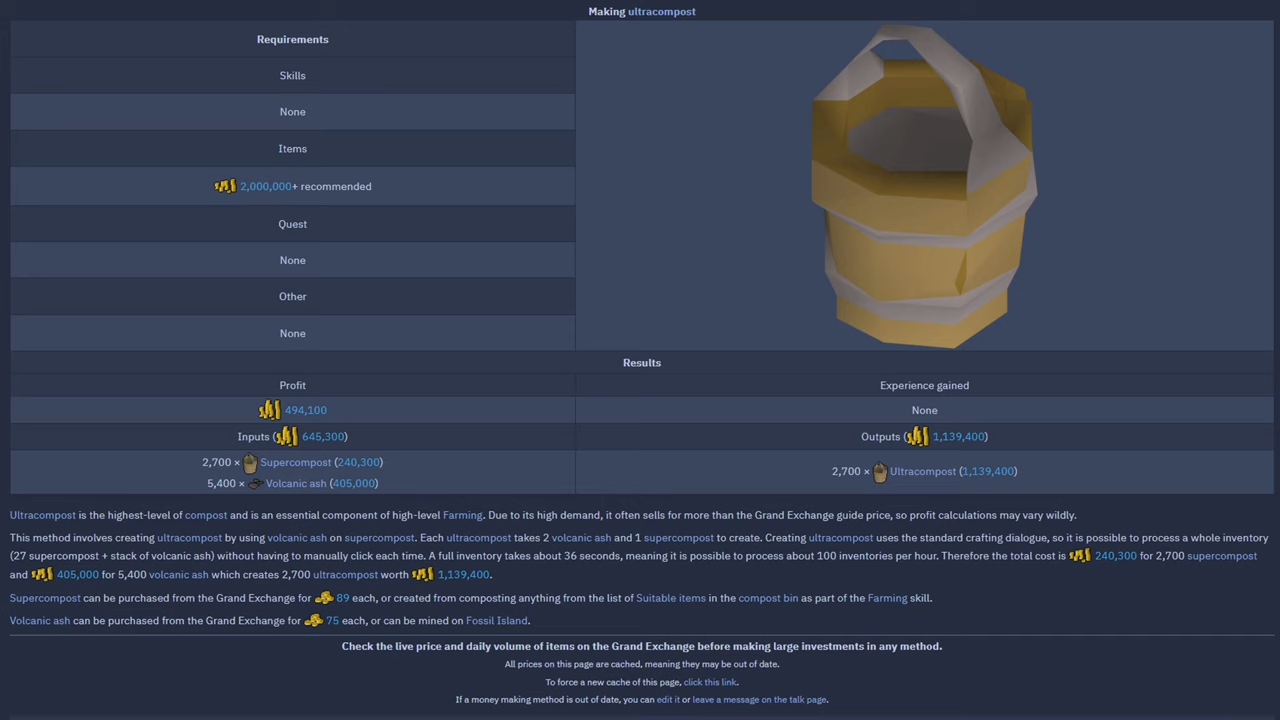 Making ultracompost
Requirements
Skills
None
Items
2,000,000+ recommended
Quest
None
Other
None
Results
Profit
Experience gained
494,100
None
Inputs (645,300)
Outputs (1,139,400)
2,700 × Supercompost (240,300)
5,400 × Volcanic ash (405,000)
2,700 × Ultracompost (1,139,400)
Ultracompost is the highest-level of compost and is an essential component of high-level Farming. Due to its high demand, it often sells for more than the Grand Exchange guide price, so profit calculations may vary wildly.
This method involves creating ultracompost by using volcanic ash on supercompost. Each ultracompost takes 2 volcanic ash and 1 supercompost to create. Creating ultracompost uses the standard crafting dialogue, so it is possible to process a whole inventory
(27 supercompost + stack of volcanic ash) without having to manually click each time. A full inventory takes about 36 seconds, meaning it is possible to process about 100 inventories per hour. Therefore the total cost is 240,300 for 2,700 supercompost
and 405,000 for 5,400 volcanic ash which creates 2,700 ultracompost worth 1,139,400.
Supercompost can be purchased from the Grand Exchange for 89 each, or created from composting anything from the list of Suitable items in the compost bin as part of the Farming skill.
Volcanic ash can be purchased from the Grand Exchange for 75 each, or can be mined on Fossil Island.
Check the live price and daily volume of items on the Grand Exchange before making large investments in any method.
All prices on this page are cached, meaning they may be out of date.
To force a new cache of this page, click this link.
If a money making method is out of date, you can edit it or leave a message on the talk page.